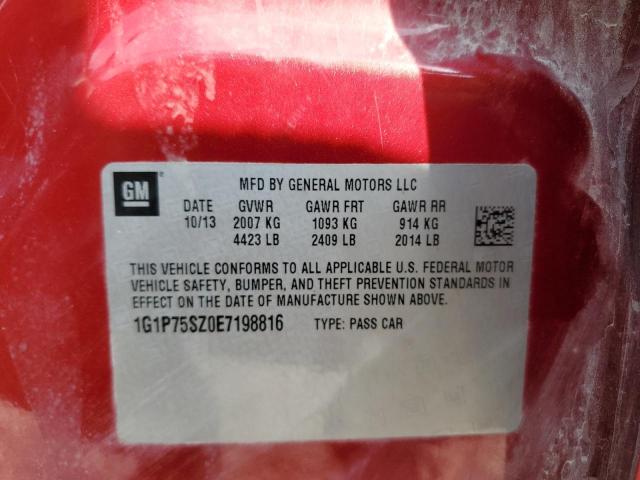 GM
MFD BY GENERAL MOTORS LLC
DATE GVWR GAWR FRT GAWR RR
10/13 2007 KG 1093 KG 914 KG
4423 LB 2409 LB 2014 LB
THIS VEHICLE CONFORMS TO ALL APPLICABLE U.S. FEDERAL MOTOR
VEHICLE SAFETY, BUMPER, AND THEFT PREVENTION STANDARDS IN
EFFECT ON THE DATE OF MANUFACTURE SHOWN ABOVE.
1G1P75SZ0E7198816 TYPE: PASS CAR